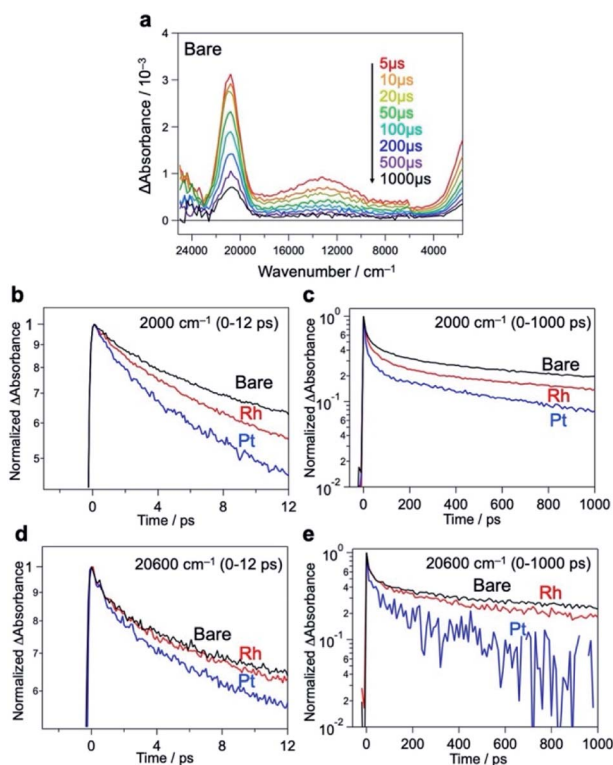 a
Bare
5μs
10μs
20μs
50μs
100μs
200μs
500μs
1000μs
ΔAbsorbance / 10⁻³
4
3
2
1
0
24000 20000 16000 12000 8000 4000
Wavenumber / cm⁻¹
b
2000 cm⁻¹ (0-12 ps)
Bare
Rh
Pt
Normalized ΔAbsorbance
1
9
8
7
6
5
0 4 8 12
Time / ps
c
2000 cm⁻¹ (0-1000 ps)
Bare
Rh
Pt
Normalized ΔAbsorbance
10⁰
6
4
2
10⁻¹
6
4
2
10⁻²
0 200 400 600 800 1000
Time / ps
d
20600 cm⁻¹ (0-12 ps)
Bare
Rh
Pt
Normalized ΔAbsorbance
1
9
8
7
6
0 4 8 12
Time / ps
e
20600 cm⁻¹ (0-1000 ps)
Bare
Rh
Pt
Normalized ΔAbsorbance
10⁰
6
4
2
10⁻¹
6
4
2
10⁻²
0 200 400 600 800 1000
Time / ps